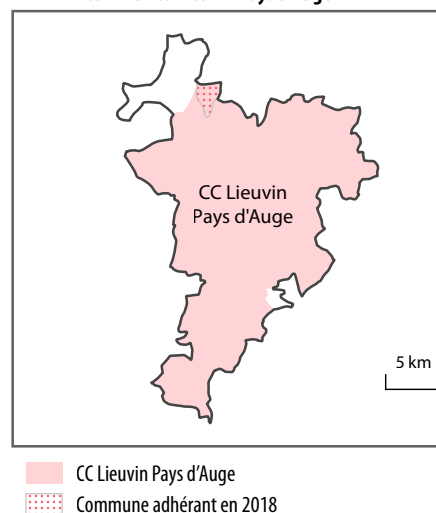 CC Lieuvin
Pays d'Auge
5 km
CC Lieuvin Pays d’Auge
Commune adhérant en 2018